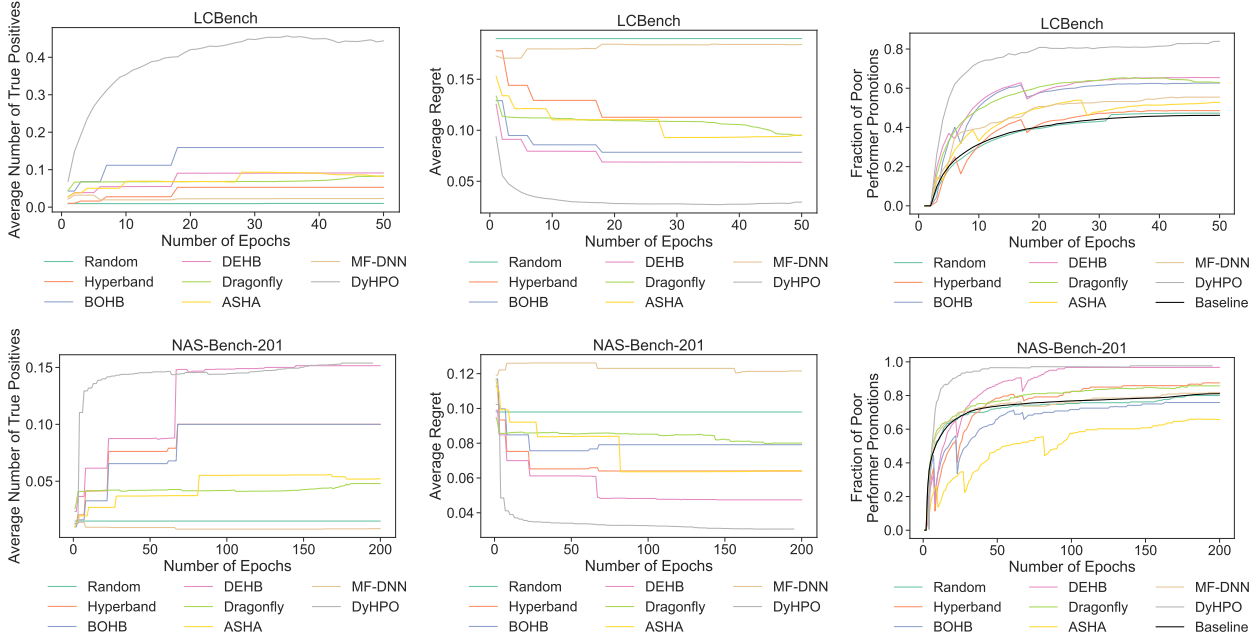 LCBench
Average Number of True Positives
0.4
0.3
0.2
0.1
0.0
0 10 20 30 40 50
Number of Epochs
Random DEHB MF-DNN
Hyperband Dragonfly DyHPO
BOHB ASHA
LCBench
Average Regret
0.15
0.10
0.05
0 10 20 30 40 50
Number of Epochs
Random DEHB MF-DNN
Hyperband Dragonfly DyHPO
BOHB ASHA
LCBench
Fraction of Poor
Performer Promotions
0.8
0.6
0.4
0.2
0.0
0 10 20 30 40 50
Number of Epochs
Random DEHB MF-DNN
Hyperband Dragonfly DyHPO
BOHB ASHA Baseline
NAS-Bench-201
Average Number of True Positives
0.15
0.10
0.05
0 50 100 150 200
Number of Epochs
Random DEHB MF-DNN
Hyperband Dragonfly DyHPO
BOHB ASHA
NAS-Bench-201
Average Regret
0.12
0.10
0.08
0.06
0.04
0 50 100 150 200
Number of Epochs
Random DEHB MF-DNN
Hyperband Dragonfly DyHPO
BOHB ASHA
NAS-Bench-201
Fraction of Poor
Performer Promotions
1.0
0.8
0.6
0.4
0.2
0.0
0 50 100 150 200
Number of Epochs
Random DEHB MF-DNN
Hyperband Dragonfly DyHPO
BOHB ASHA Baseline